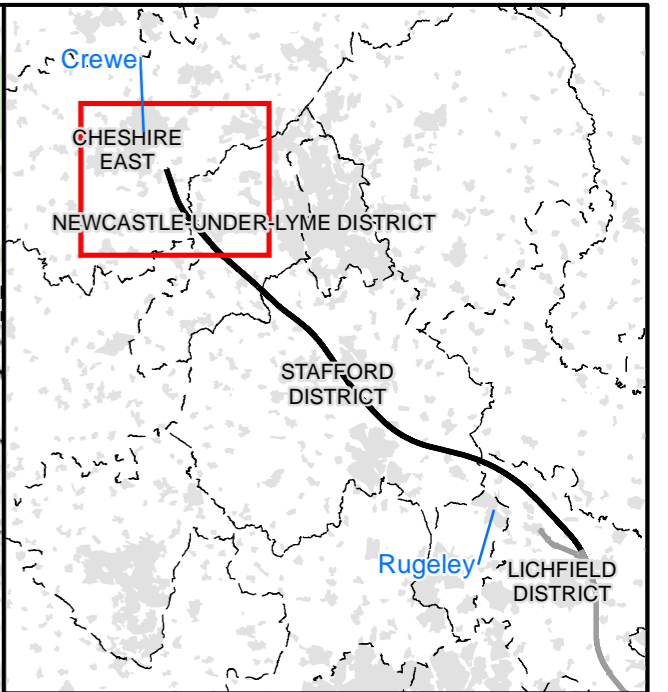 Crewe
CHESHIRE
EAST
NEWCASTLE-UNDER-LYME DISTRICT
STAFFORD
DISTRICT
Rugeley
LICHFIELD
DISTRICT